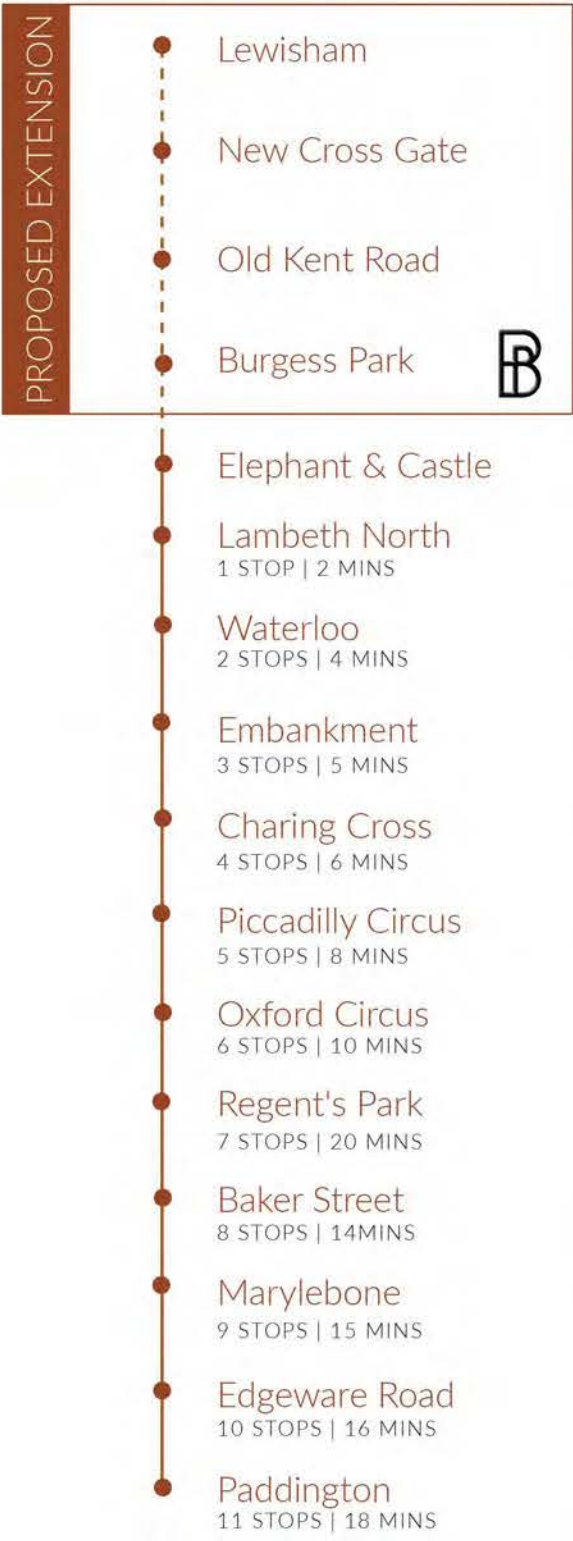 PROPOSED EXTENSION
Lewisham
New Cross Gate
Old Kent Road
Burgess Park
Elephant & Castle
Lambeth North
1 STOP | 2 MINS
Waterloo
2 STOPS | 4 MINS
Embankment
3 STOPS | 5 MINS
Charing Cross
4 STOPS | 6 MINS
Piccadilly Circus
5 STOPS | 8 MINS
Oxford Circus
6 STOPS | 10 MINS
Regent's Park
7 STOPS | 20 MINS
Baker Street
8 STOPS | 14MINS
Marylebone
9 STOPS | 15 MINS
Edgeware Road
10 STOPS | 16 MINS
Paddington
11 STOPS | 18 MINS